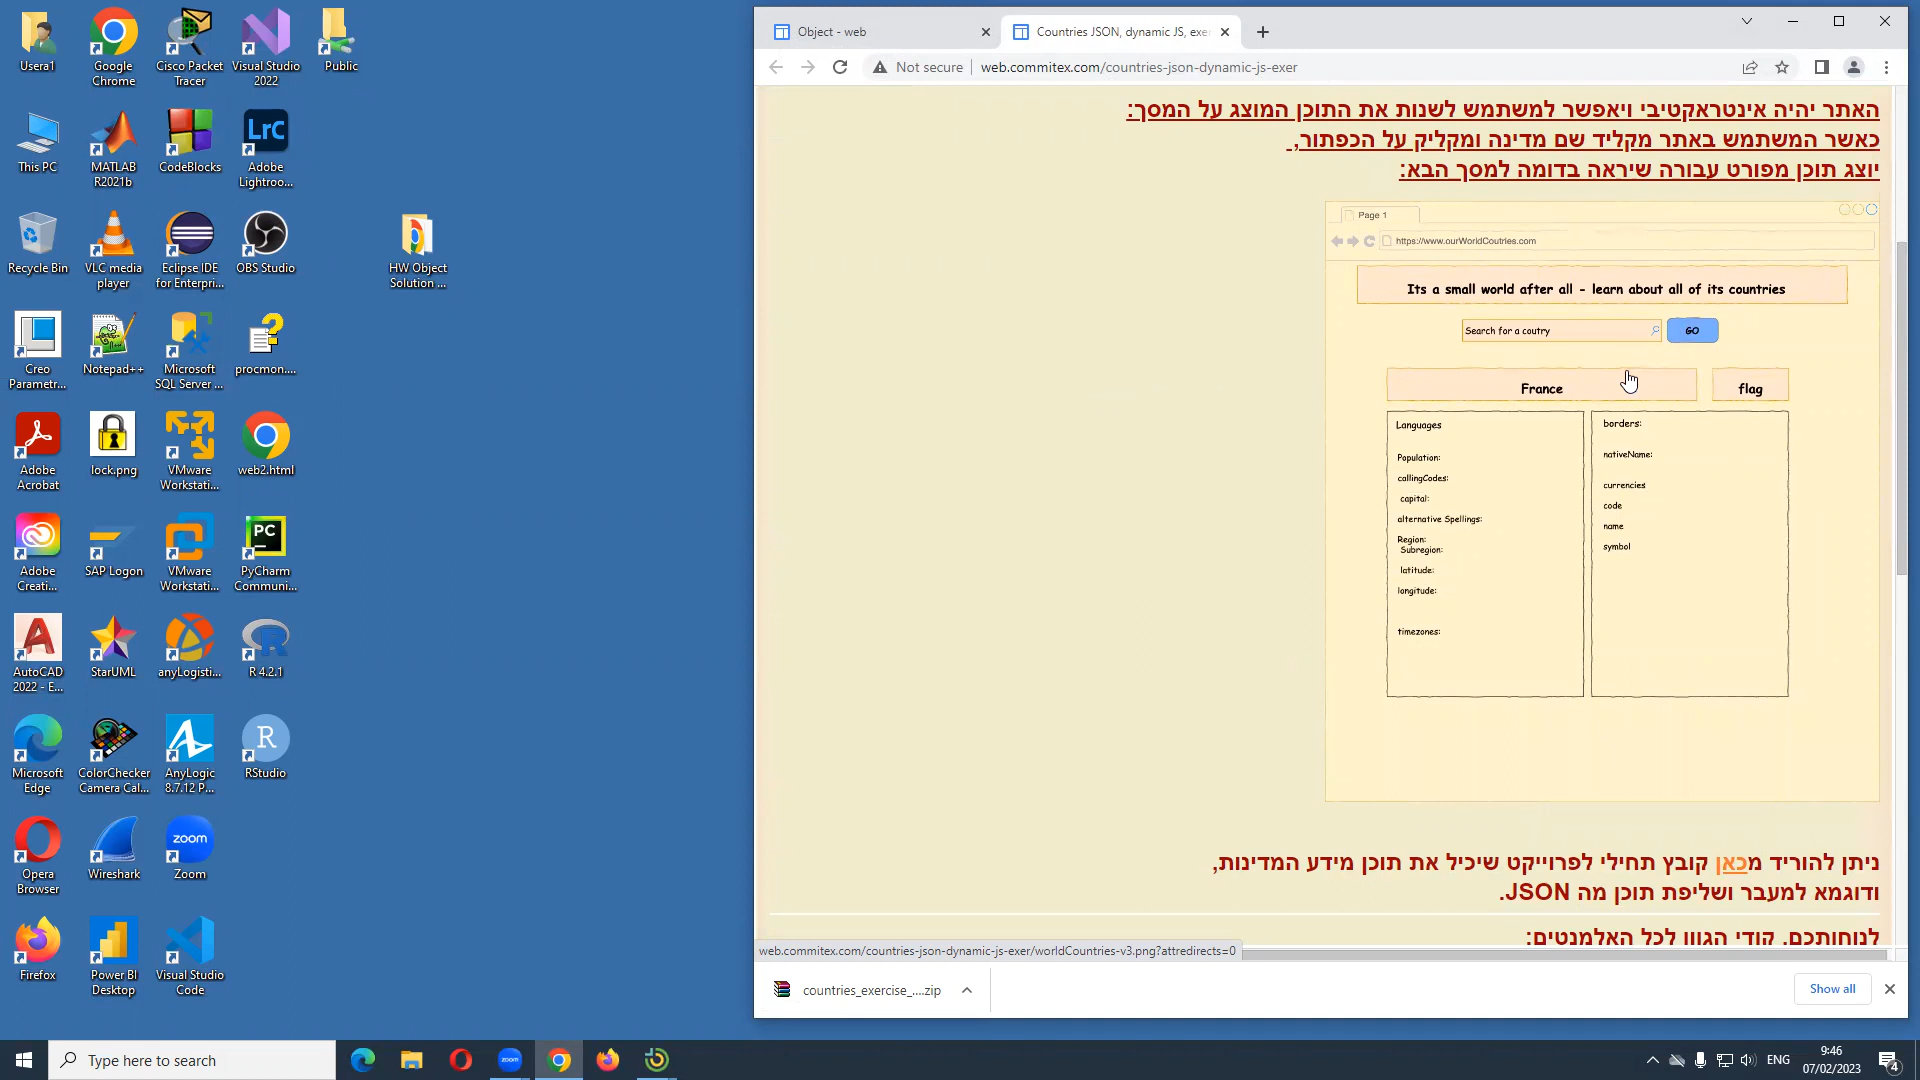 Usera1
Google Chrome
Cisco Packet Tracer
Visual Studio 2022
Public
This PC
MATLAB R2021b
CodeBlocks
Adobe Lightroo...
Recycle Bin
VLC media player
Eclipse IDE for Enterpri...
OBS Studio
HW Object Solution ...
Creo Parametr...
Notepad++
Microsoft SQL Server ...
procmon....
Adobe Acrobat
lock.png
VMware Workstati...
web2.html
Adobe Creati...
SAP Logon
VMware Workstati...
PyCharm Communi...
AutoCAD 2022 - E...
StarUML
anyLogisti...
R 4.2.1
Microsoft Edge
ColorChecker Camera Cal...
AnyLogic 8.7.12 P...
RStudio
Opera Browser
Wireshark
Zoom
Firefox
Power BI Desktop
Visual Studio Code
Object - web
Countries JSON, dynamic JS, exer
Not secure
web.commitex.com/countries-json-dynamic-js-exer
האתר יהיה אינטראקטיבי ויאפשר למשתמש לשנות את התוכן המוצג על המסך:
כאשר המשתמש באתר מקליד שם מדינה ומקליק על הכפתור,
יוצג תוכן מפורט עבורה שיראה בדומה למסך הבא:
Page 1
https://www.ourWorldCoutries.com
Its a small world after all - learn about all of its countries
Search for a coutry
GO
France
flag
Languages
Population:
callingCodes:
capital:
alternative Spellings:
Region:
Subregion:
latitude:
longitude:
timezones:
borders:
nativeName:
currencies
code
name
symbol
ניתן להוריד מכאן קובץ תחילי לפרוייקט שיכיל את תוכן מידע המדינות,
ודוגמא למעבר ושליפת תוכן מה JSON.
לנוחותכם, קודי הגוון לכל האלמנטים:
web.commitex.com/countries-json-dynamic-js-exer/worldCountries-v3.png?attredirects=0
countries_exercise_....zip
Show all
Type here to search
zoom
ENG
9:46
07/02/2023
4